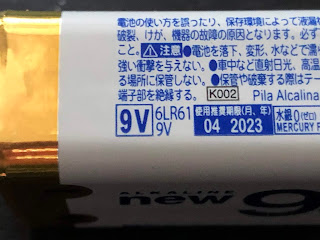 電池の使い方を誤ったり、保存環境によって液漏
破裂、けが、機器の故障の原因となります。必ず
こと。⚠注意●電池を落下、変形、水などで濡
強い衝撃を与えない。●車中など直射日光、高温
る場所に保管しない。●保管や破棄する際はテー
端子部を絶縁する。 K002 Pila Alcalina
9V 6LR61 使用推奨期限(月、年) 水銀0(ゼロ)
9V 04 2023 MERCURY F
ALKALINE
new 9